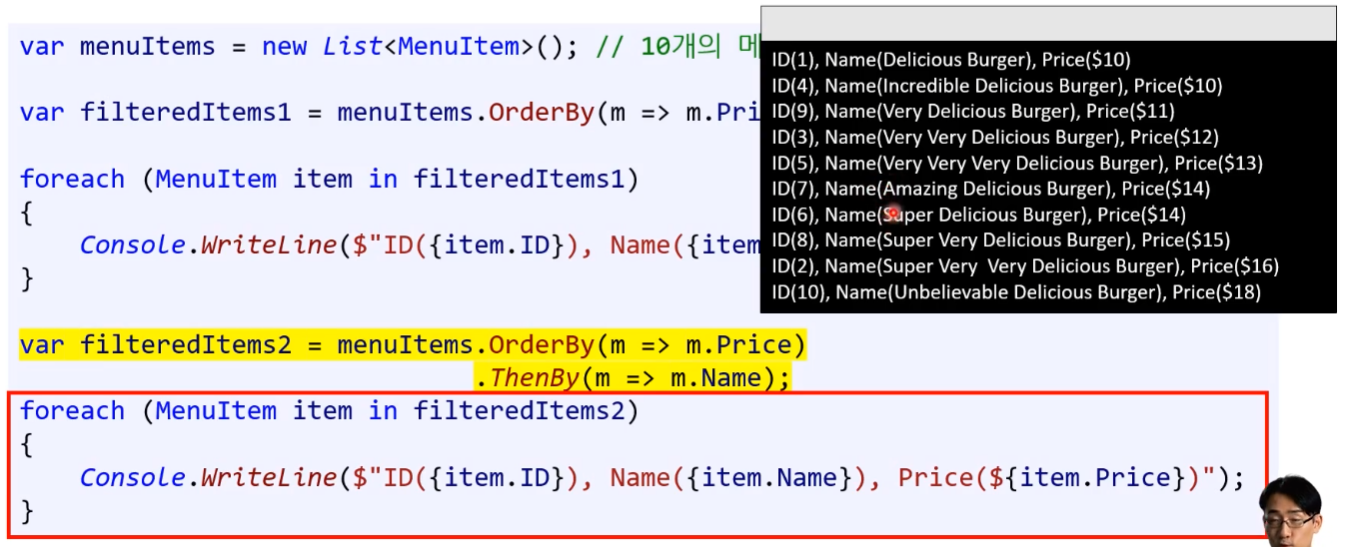 var menuItems = new List<MenuItem>(); // 10개의
var filteredItems1 = menuItems.OrderBy(m => m.Pri
foreach (MenuItem item in filteredItems1)
{
Console.WriteLine($"ID({item.ID}), Name({item
}
var filteredItems2 = menuItems.OrderBy(m => m.Price)
.ThenBy(m => m.Name);
foreach (MenuItem item in filteredItems2)
{
Console.WriteLine($"ID({item.ID}), Name({item.Name}), Price(${item.Price})");
}
ID(1), Name(Delicious Burger), Price($10)
ID(4), Name(Incredible Delicious Burger), Price($10)
ID(9), Name(Very Delicious Burger), Price($11)
ID(3), Name(Very Very Delicious Burger), Price($12)
ID(5), Name(Very Very Very Delicious Burger), Price($13)
ID(7), Name(Amazing Delicious Burger), Price($14)
ID(6), Name(Super Delicious Burger), Price($14)
ID(8), Name(Super Very Delicious Burger), Price($15)
ID(2), Name(Super Very  Very Delicious Burger), Price($16)
ID(10), Name(Unbelievable Delicious Burger), Price($18)